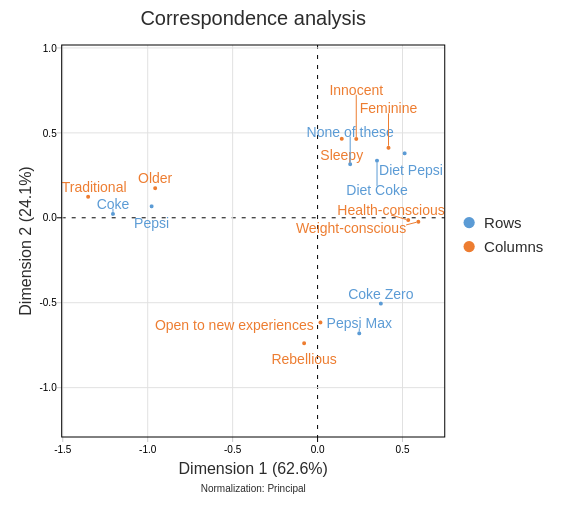 Correspondence analysis
1.0
Innocent
Feminine
0.5
None of these
Sleepy
Diet Pepsi
Older
Traditional
Diet Coke
Coke
Health-conscious
0.0
Pepsi
Weight-conscious
Rows
Columns
Dimension 2 (24.1%)
Coke Zero
-0.5
Open to new experiences
Pepsi Max
Rebellious
-1.0
-1.5
-1.0
-0.5
0.0
0.5
Dimension 1 (62.6%)
Normalization: Principal